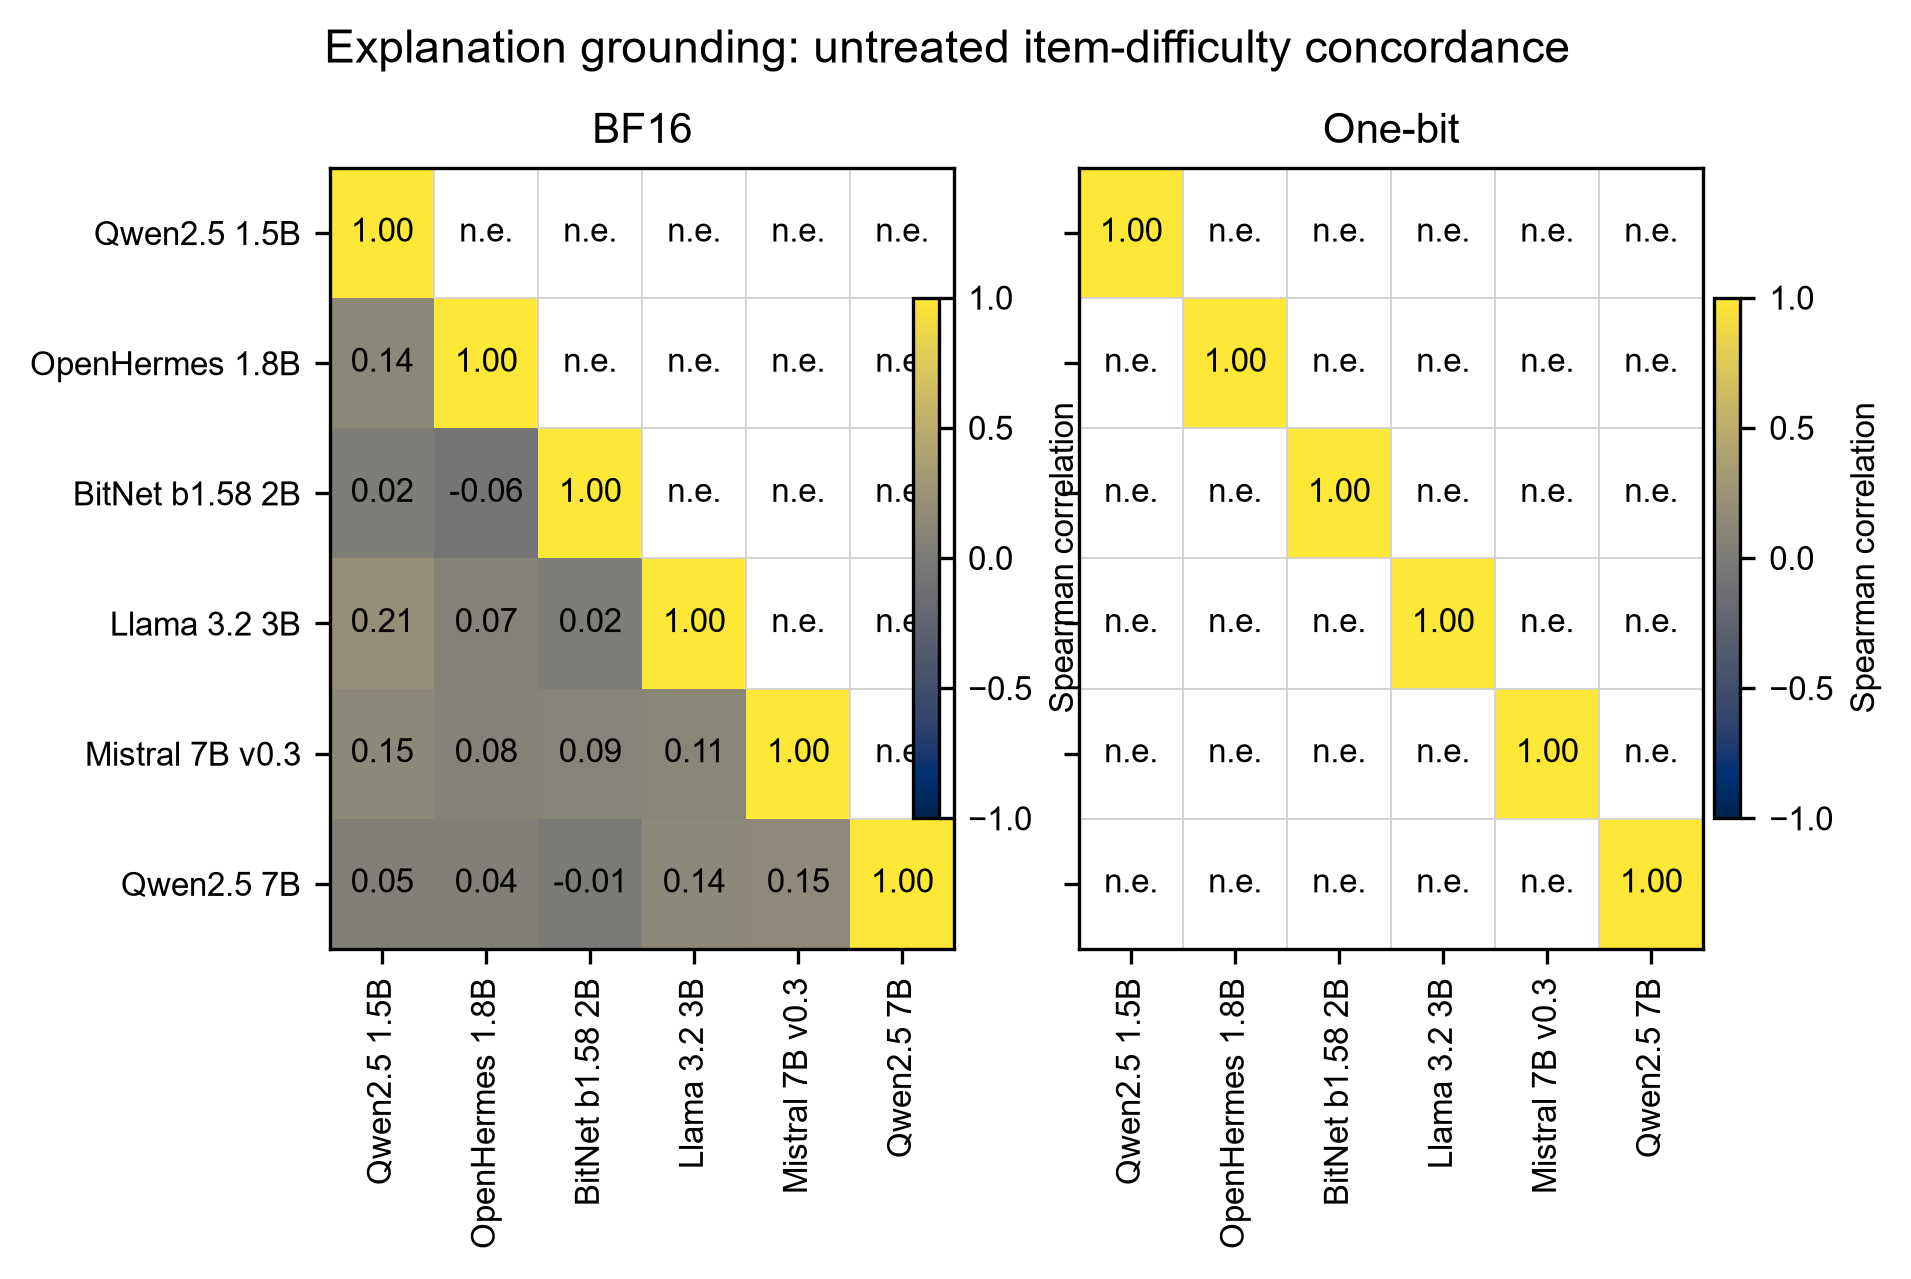 Explanation grounding: untreated item-difficulty concordance
BF16
Qwen2.5 1.5B 1.00 n.e. n.e. n.e. n.e. n.e.
OpenHermes 1.8B 0.14 1.00 n.e. n.e. n.e. n.e
BitNet b1.58 2B 0.02 -0.06 1.00 n.e. n.e. n.e
Llama 3.2 3B 0.21 0.07 0.02 1.00 n.e. n.e
Mistral 7B v0.3 0.15 0.08 0.09 0.11 1.00 n.e
Qwen2.5 7B 0.05 0.04 -0.01 0.14 0.15 1.00
Qwen2.5 1.5B
OpenHermes 1.8B
BitNet b1.58 2B
Llama 3.2 3B
Mistral 7B v0.3
Qwen2.5 7B
1.0
0.5
0.0
−0.5
−1.0
Spearman correlation
One-bit
1.00 n.e. n.e. n.e. n.e. n.e.
n.e. 1.00 n.e. n.e. n.e. n.e.
n.e. n.e. 1.00 n.e. n.e. n.e.
n.e. n.e. n.e. 1.00 n.e. n.e.
n.e. n.e. n.e. n.e. 1.00 n.e.
n.e. n.e. n.e. n.e. n.e. 1.00
Qwen2.5 1.5B
OpenHermes 1.8B
BitNet b1.58 2B
Llama 3.2 3B
Mistral 7B v0.3
Qwen2.5 7B
1.0
0.5
0.0
−0.5
−1.0
Spearman correlation